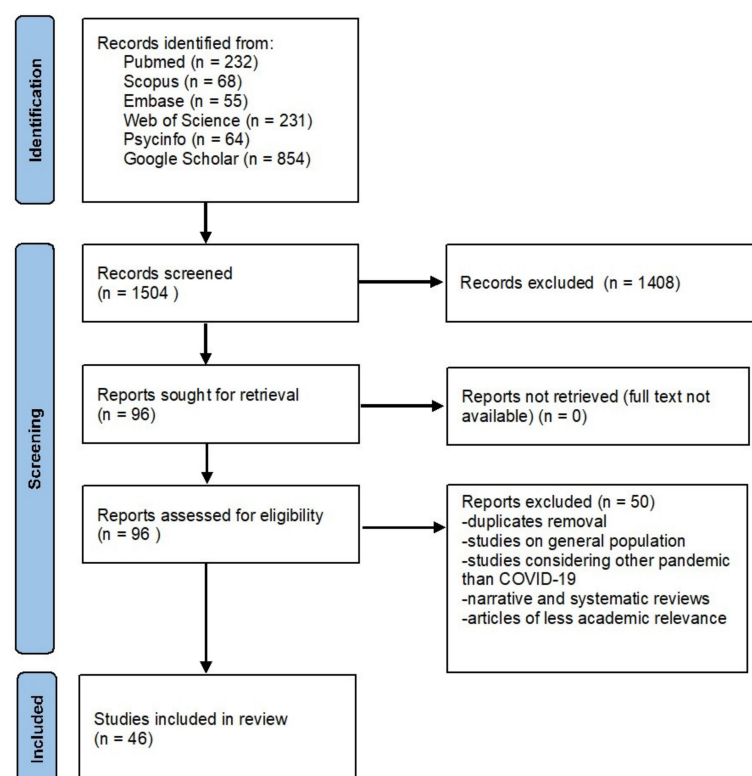 Identification
Records identified from:
Pubmed (n = 232)
Scopus (n = 68)
Embase (n = 55)
Web of Science (n = 231)
Psycinfo (n = 64)
Google Scholar (n = 854)
Screening
Records screened
(n = 1504 )
Records excluded (n = 1408)
Reports sought for retrieval
(n = 96)
Reports not retrieved (full text not
available) (n = 0)
Reports assessed for eligibility
(n = 96 )
Reports excluded (n = 50)
-duplicates removal
-studies on general population
-studies considering other pandemic
than COVID-19
-narrative and systematic reviews
-articles of less academic relevance
Included
Studies included in review
(n = 46)